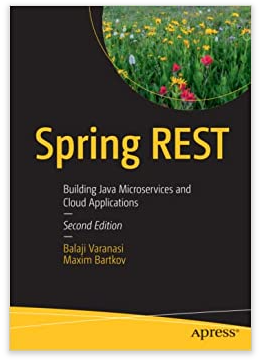 Spring REST
Building Java Microservices and
Cloud Applications
—
Second Edition
—
Balaji Varanasi
Maxim Bartkov
Apress®